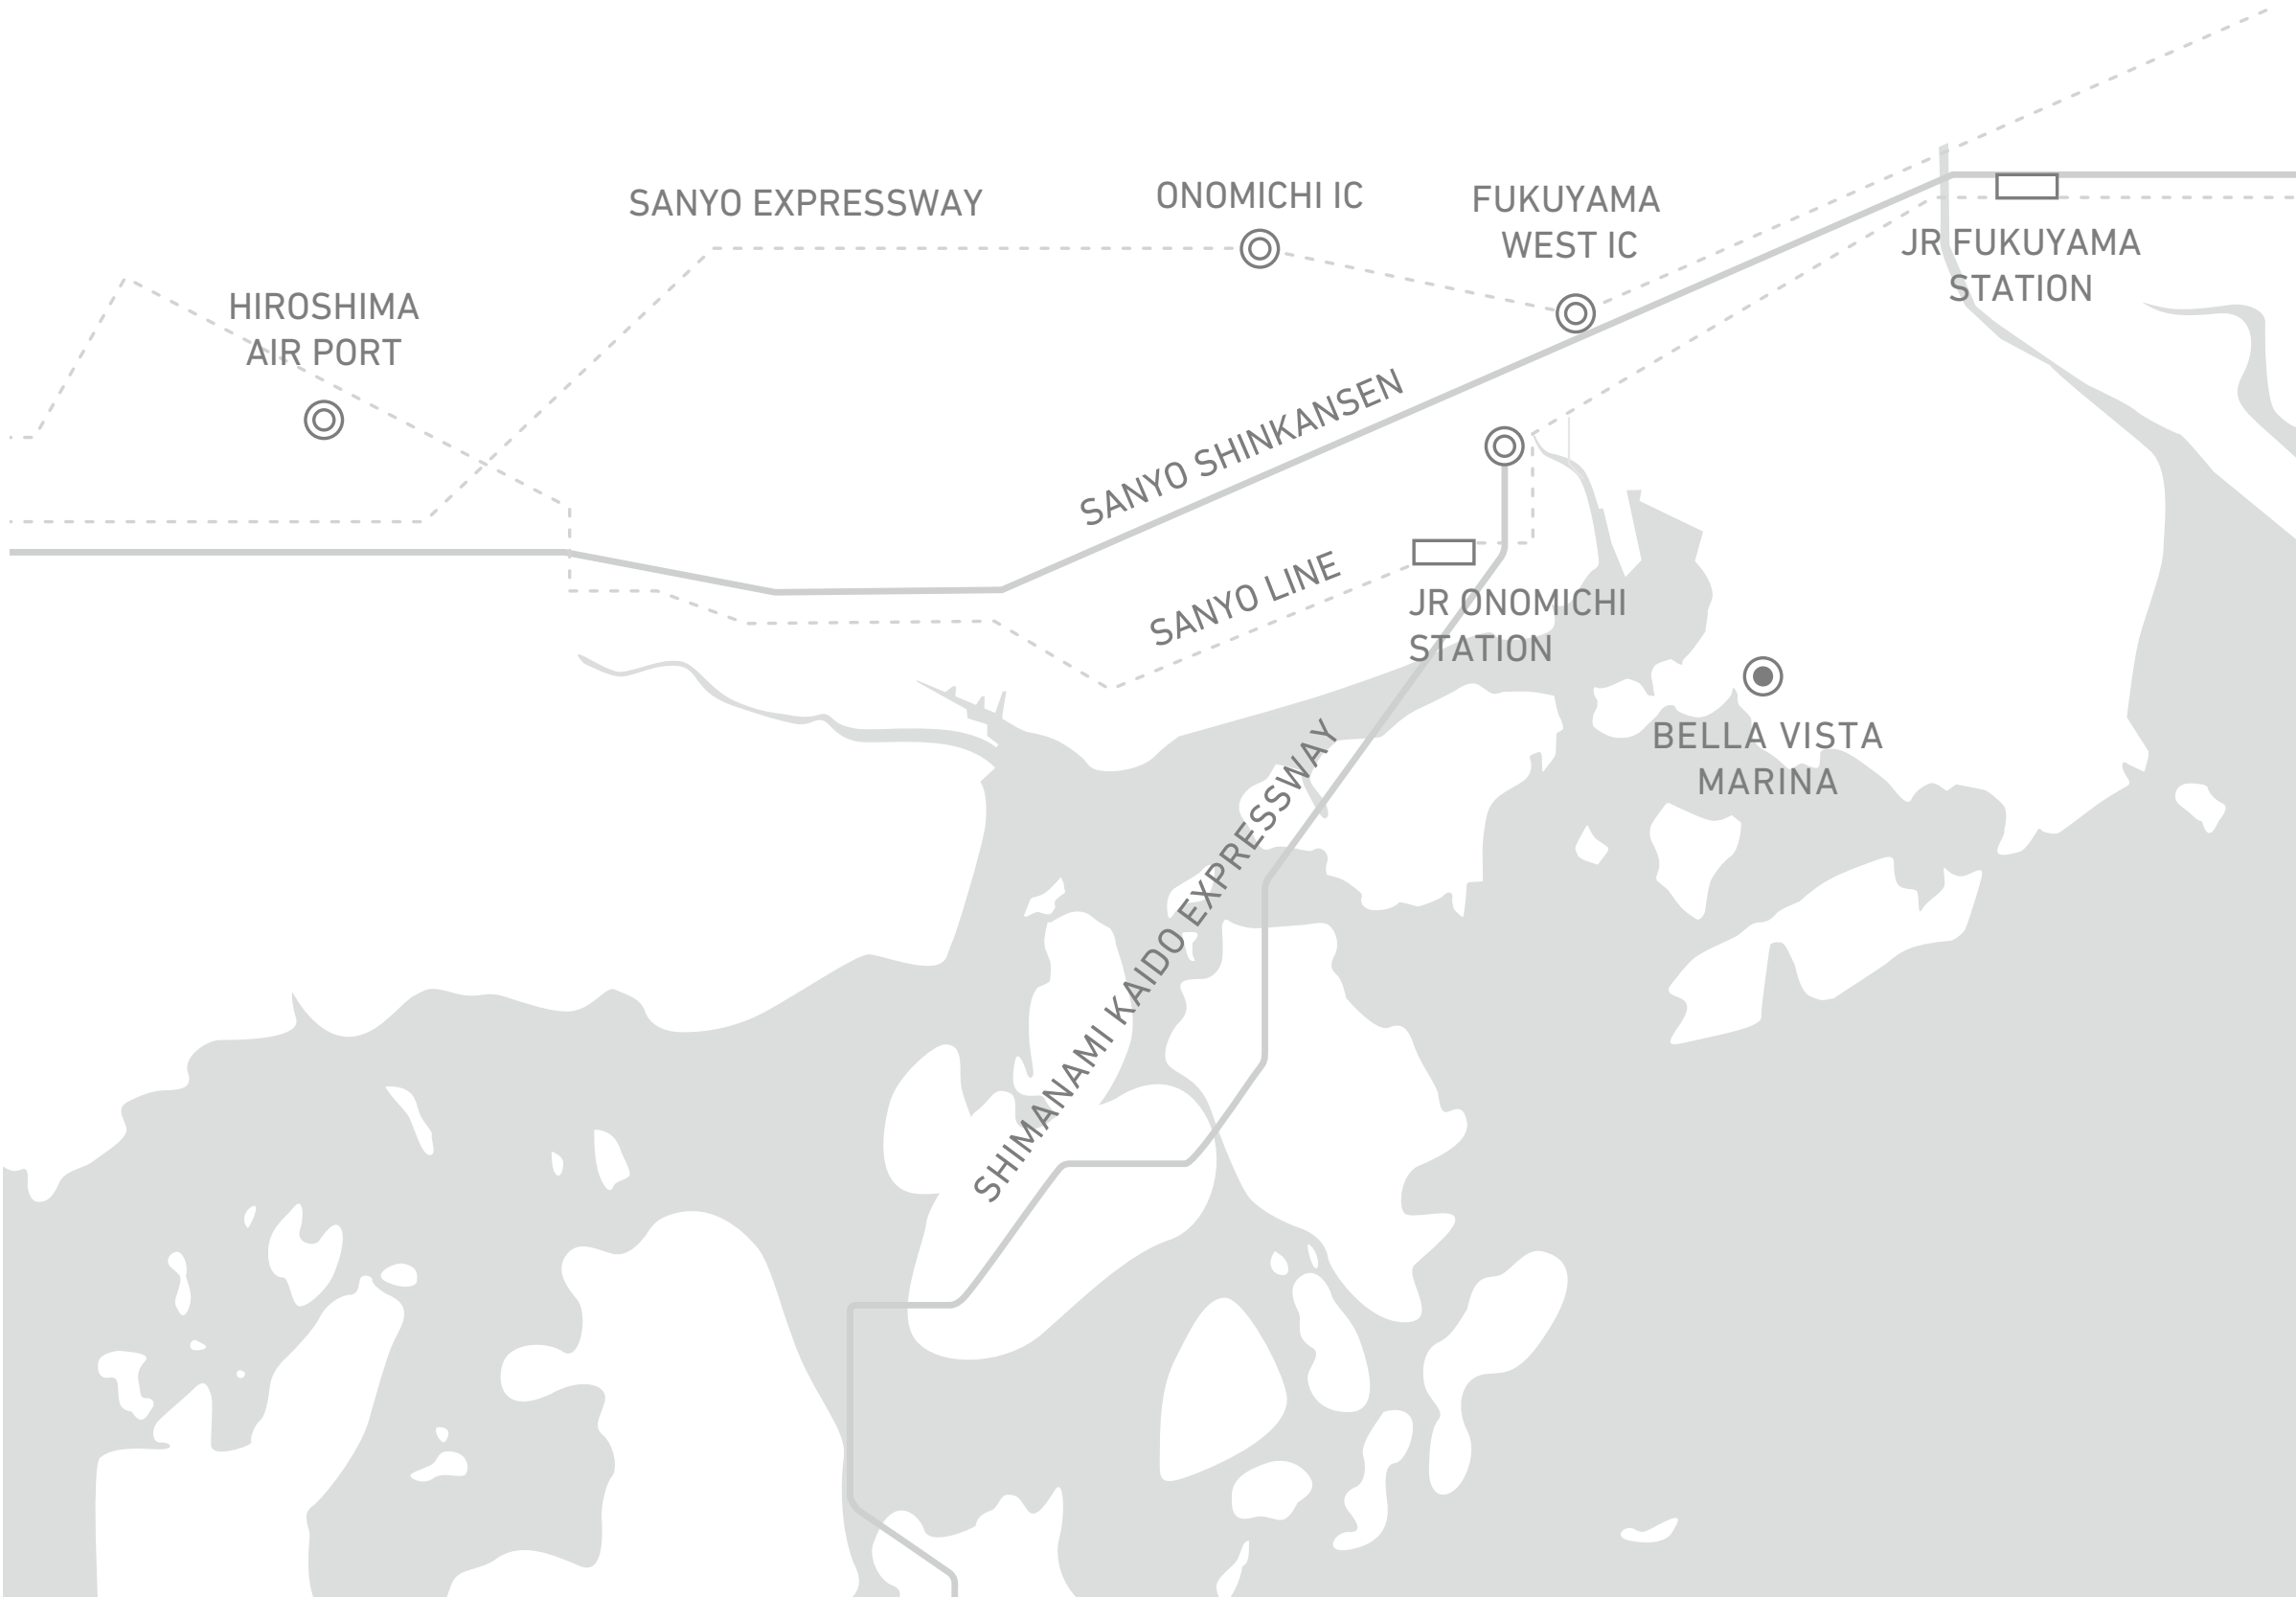 SANYO EXPRESSWAY
ONOMICHI IC
FUKUYAMA
WEST IC
JR FUKUYAMA
STATION
HIROSHIMA
AIR PORT
SANYO SHINKANSEN
SANYO LINE
JR ONOMICHI
STATION
BELLA VISTA
MARINA
SHIMANAMI KAIDO EXPRESSWAY